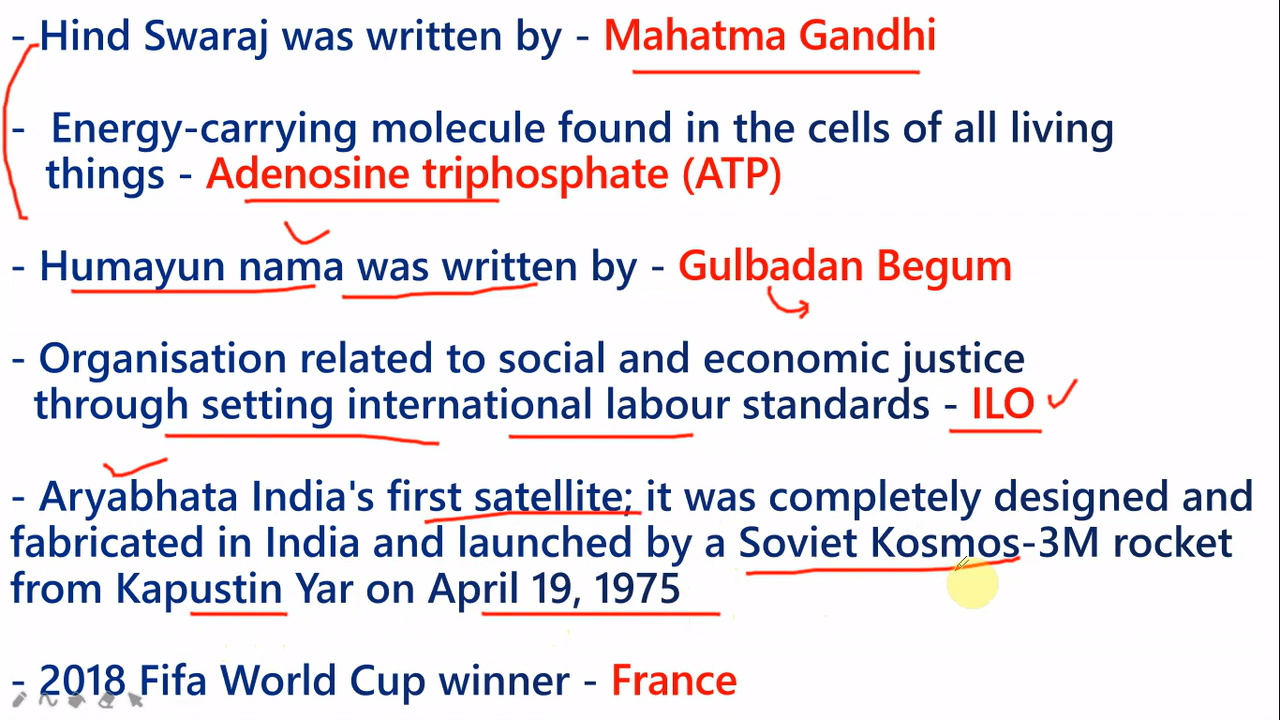 - Hind Swaraj was written by - Mahatma Gandhi
- Energy-carrying molecule found in the cells of all living
things - Adenosine triphosphate (ATP)
- Humayun nama was written by - Gulbadan Begum
- Organisation related to social and economic justice
through setting international labour standards - ILO
- Aryabhata India's first satellite; it was completely designed and
fabricated in India and launched by a Soviet Kosmos-3M rocket
from Kapustin Yar on April 19, 1975
- 2018 Fifa World Cup winner - France